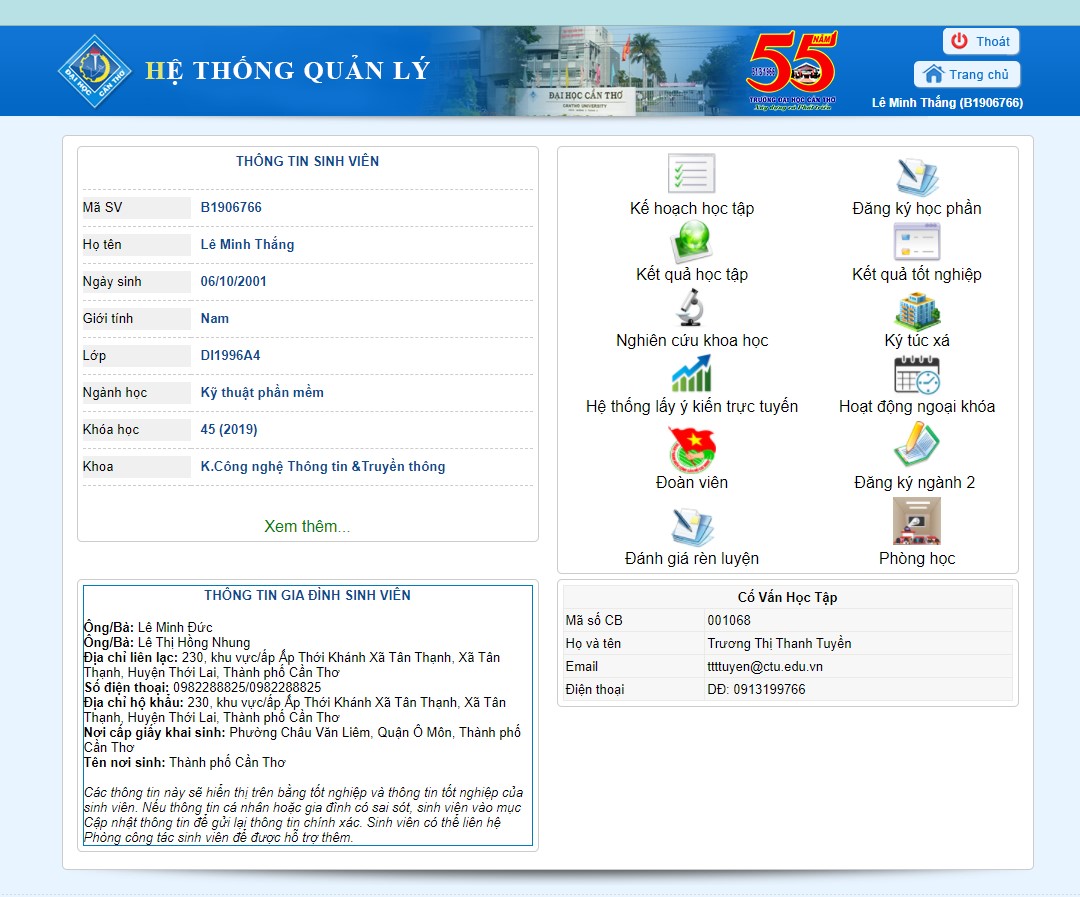 ĐẠI HỌC CẦN THƠ
HỆ THỐNG QUẢN LÝ
ĐẠI HỌC CẦN THƠ
CANTHO UNIVERSITY
55 NĂM
TRƯỜNG ĐẠI HỌC CẦN THƠ
Xây dựng và Phát triển
Thoát
Trang chủ
Lê Minh Thắng (B1906766)
THÔNG TIN SINH VIÊN
Mã SV B1906766
Họ tên Lê Minh Thắng
Ngày sinh 06/10/2001
Giới tính Nam
Lớp DI1996A4
Ngành học Kỹ thuật phần mềm
Khóa học 45 (2019)
Khoa K.Công nghệ Thông tin &Truyền thông
Xem thêm...
Kế hoạch học tập
Đăng ký học phần
Kết quả học tập
Kết quả tốt nghiệp
Nghiên cứu khoa học
Ký túc xá
Hệ thống lấy ý kiến trực tuyến
Hoạt động ngoại khóa
Đoàn viên
Đăng ký ngành 2
Đánh giá rèn luyện
Phòng học
THÔNG TIN GIA ĐÌNH SINH VIÊN
Ông/Bà: Lê Minh Đức
Ông/Bà: Lê Thị Hồng Nhung
Địa chỉ liên lạc: 230, khu vực/ấp Ấp Thới Khánh Xã Tân Thạnh, Xã Tân
Thạnh, Huyện Thới Lai, Thành phố Cần Thơ
Số điện thoại: 0982288825/0982288825
Địa chỉ hộ khẩu: 230, khu vực/ấp Ấp Thới Khánh Xã Tân Thạnh, Xã Tân
Thạnh, Huyện Thới Lai, Thành phố Cần Thơ
Nơi cấp giấy khai sinh: Phường Châu Văn Liêm, Quận Ô Môn, Thành phố
Cần Thơ
Tên nơi sinh: Thành phố Cần Thơ
Các thông tin này sẽ hiển thị trên bằng tốt nghiệp và thông tin tốt nghiệp của
sinh viên. Nếu thông tin cá nhân hoặc gia đình có sai sót, sinh viên vào mục
Cập nhật thông tin để gửi lại thông tin chính xác. Sinh viên có thể liên hệ
Phòng công tác sinh viên để được hỗ trợ thêm.
Cố Vấn Học Tập
Mã số CB 001068
Họ và tên Trương Thị Thanh Tuyền
Email ttttuyen@ctu.edu.vn
Điện thoại DĐ: 0913199766